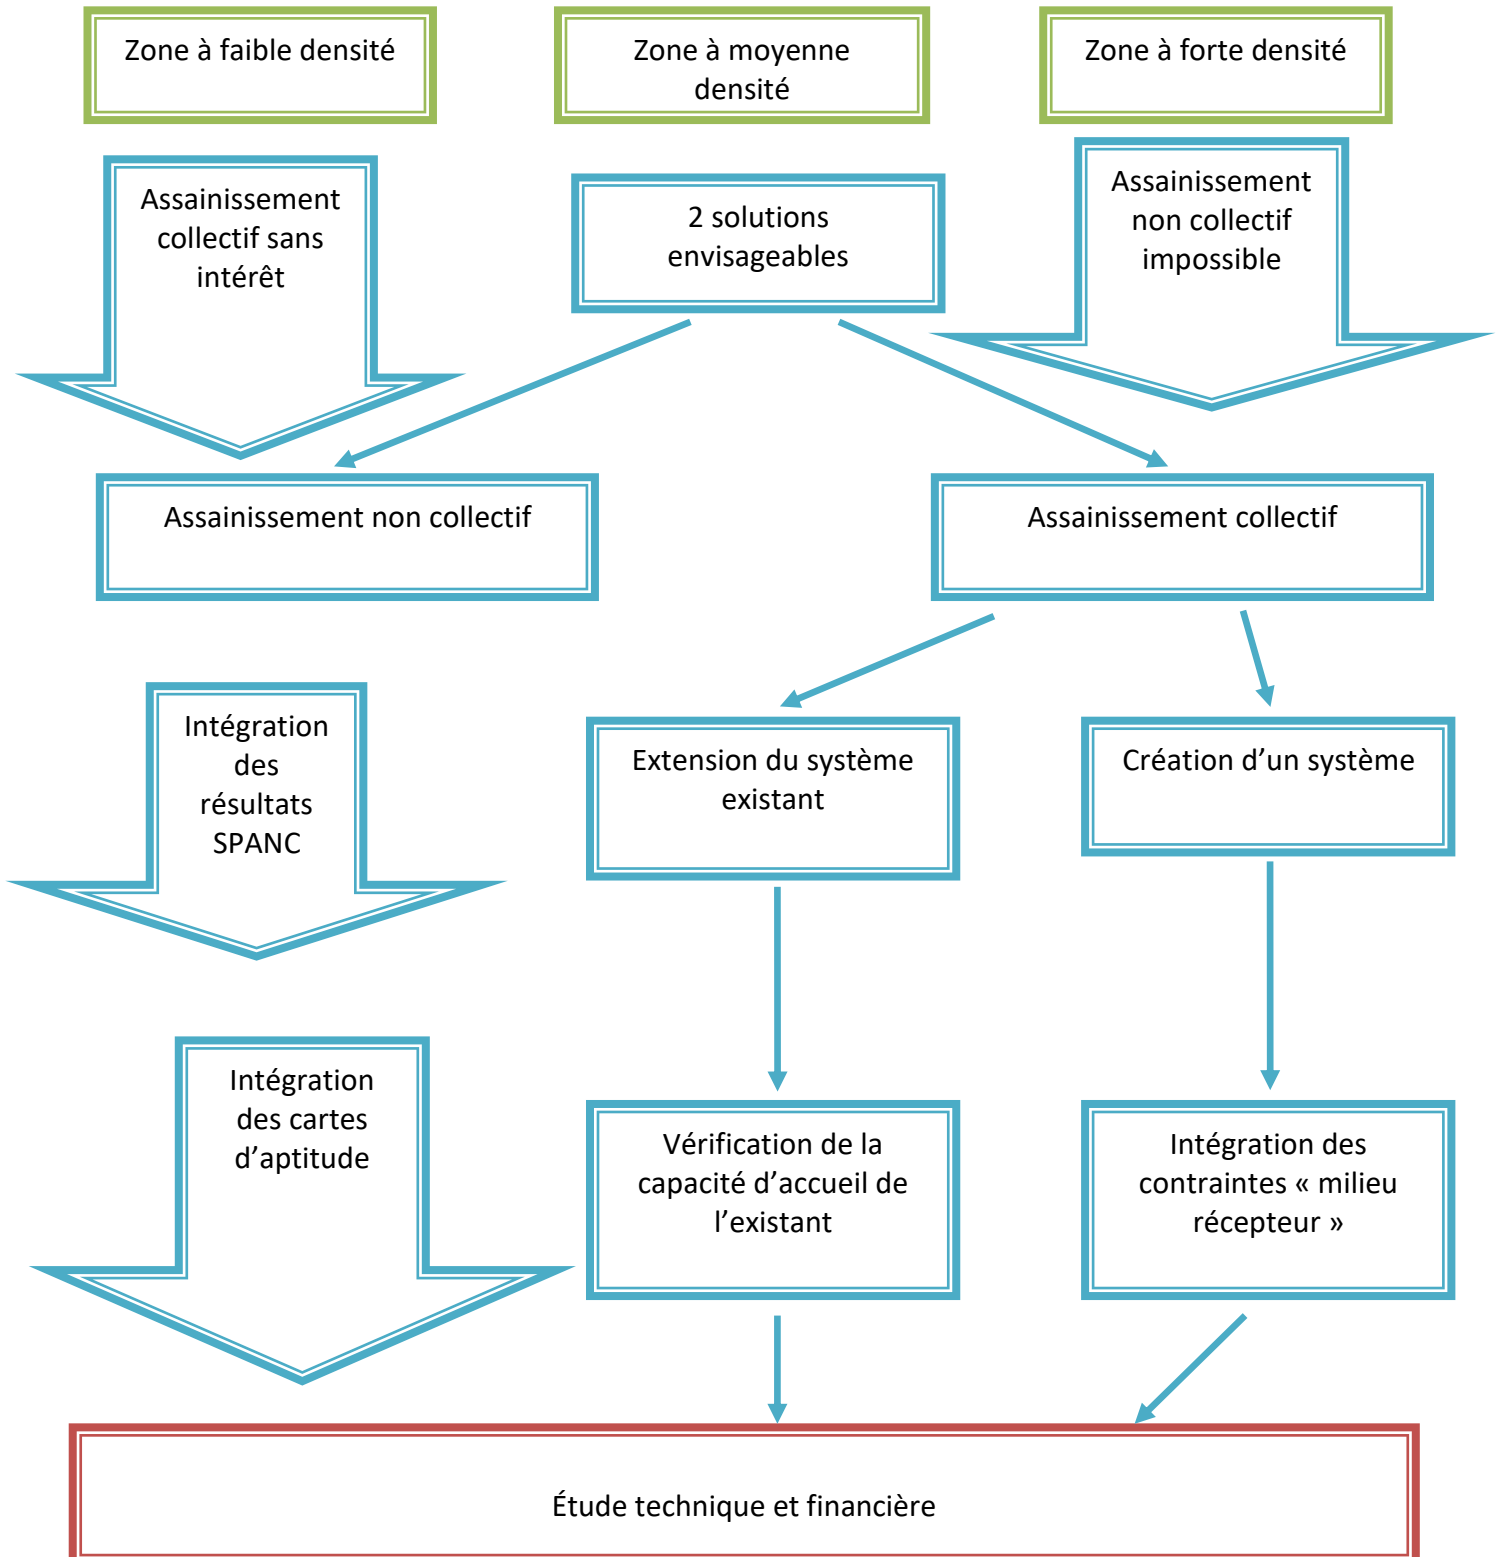 Zone à faible densité
Zone à moyenne
densité
Zone à forte densité
Assainissement
collectif sans
intérêt
2 solutions
envisageables
Assainissement
non collectif
impossible
Assainissement non collectif
Assainissement collectif
Intégration
des
résultats
SPANC
Extension du système
existant
Création d’un système
Intégration
des cartes
d’aptitude
Vérification de la
capacité d’accueil de
l’existant
Intégration des
contraintes « milieu
récepteur »
Étude technique et financière